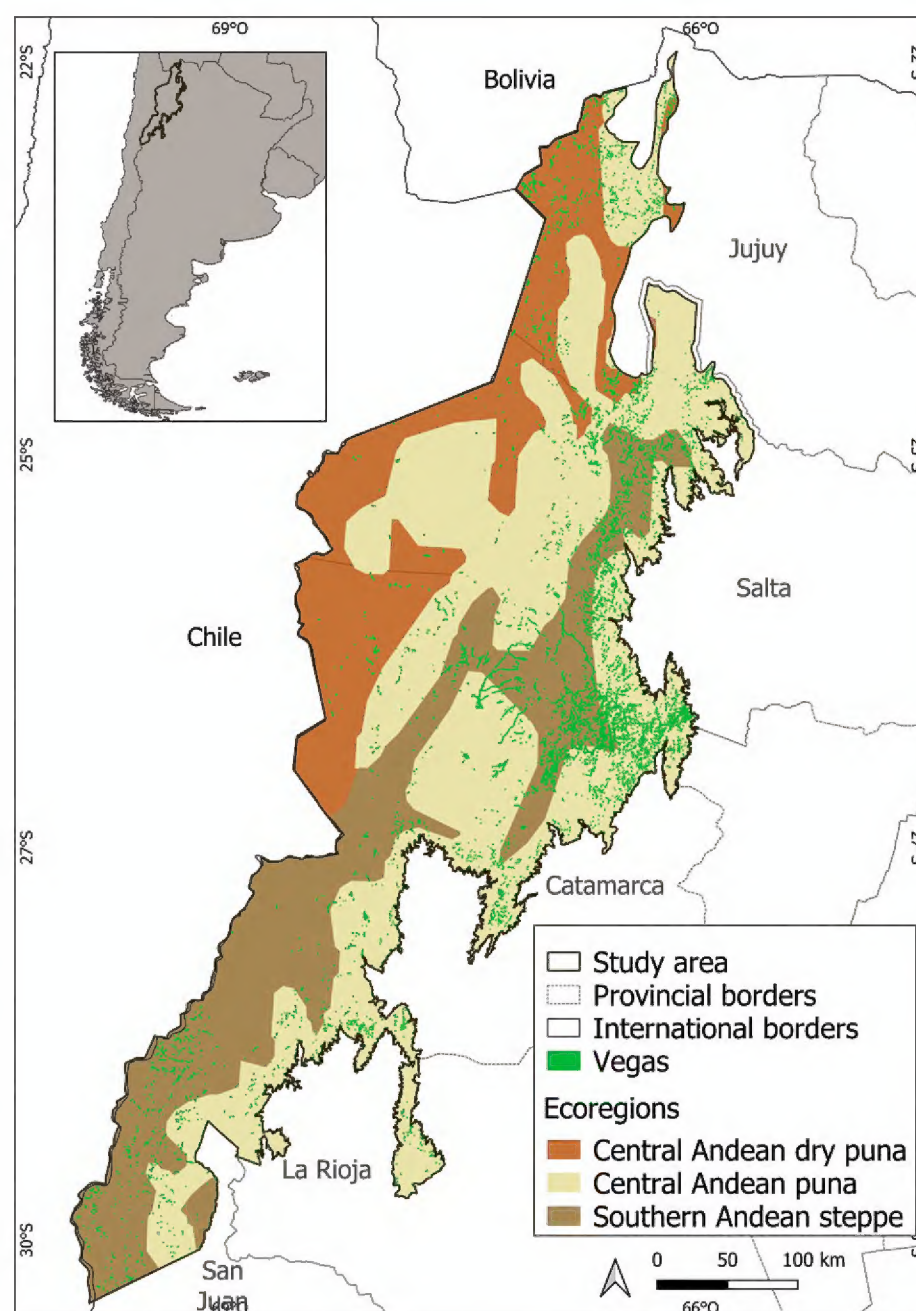 69°O
66°O
22°S
Bolivia
Jujuy
25°S
Salta
Chile
27°S
Catamarca
Study area
Provincial borders
International borders
Vegas
Ecoregions
Central Andean dry puna
Central Andean puna
Southern Andean steppe
La Rioja
30°S
0 50 100 km
San
Juan
66°O